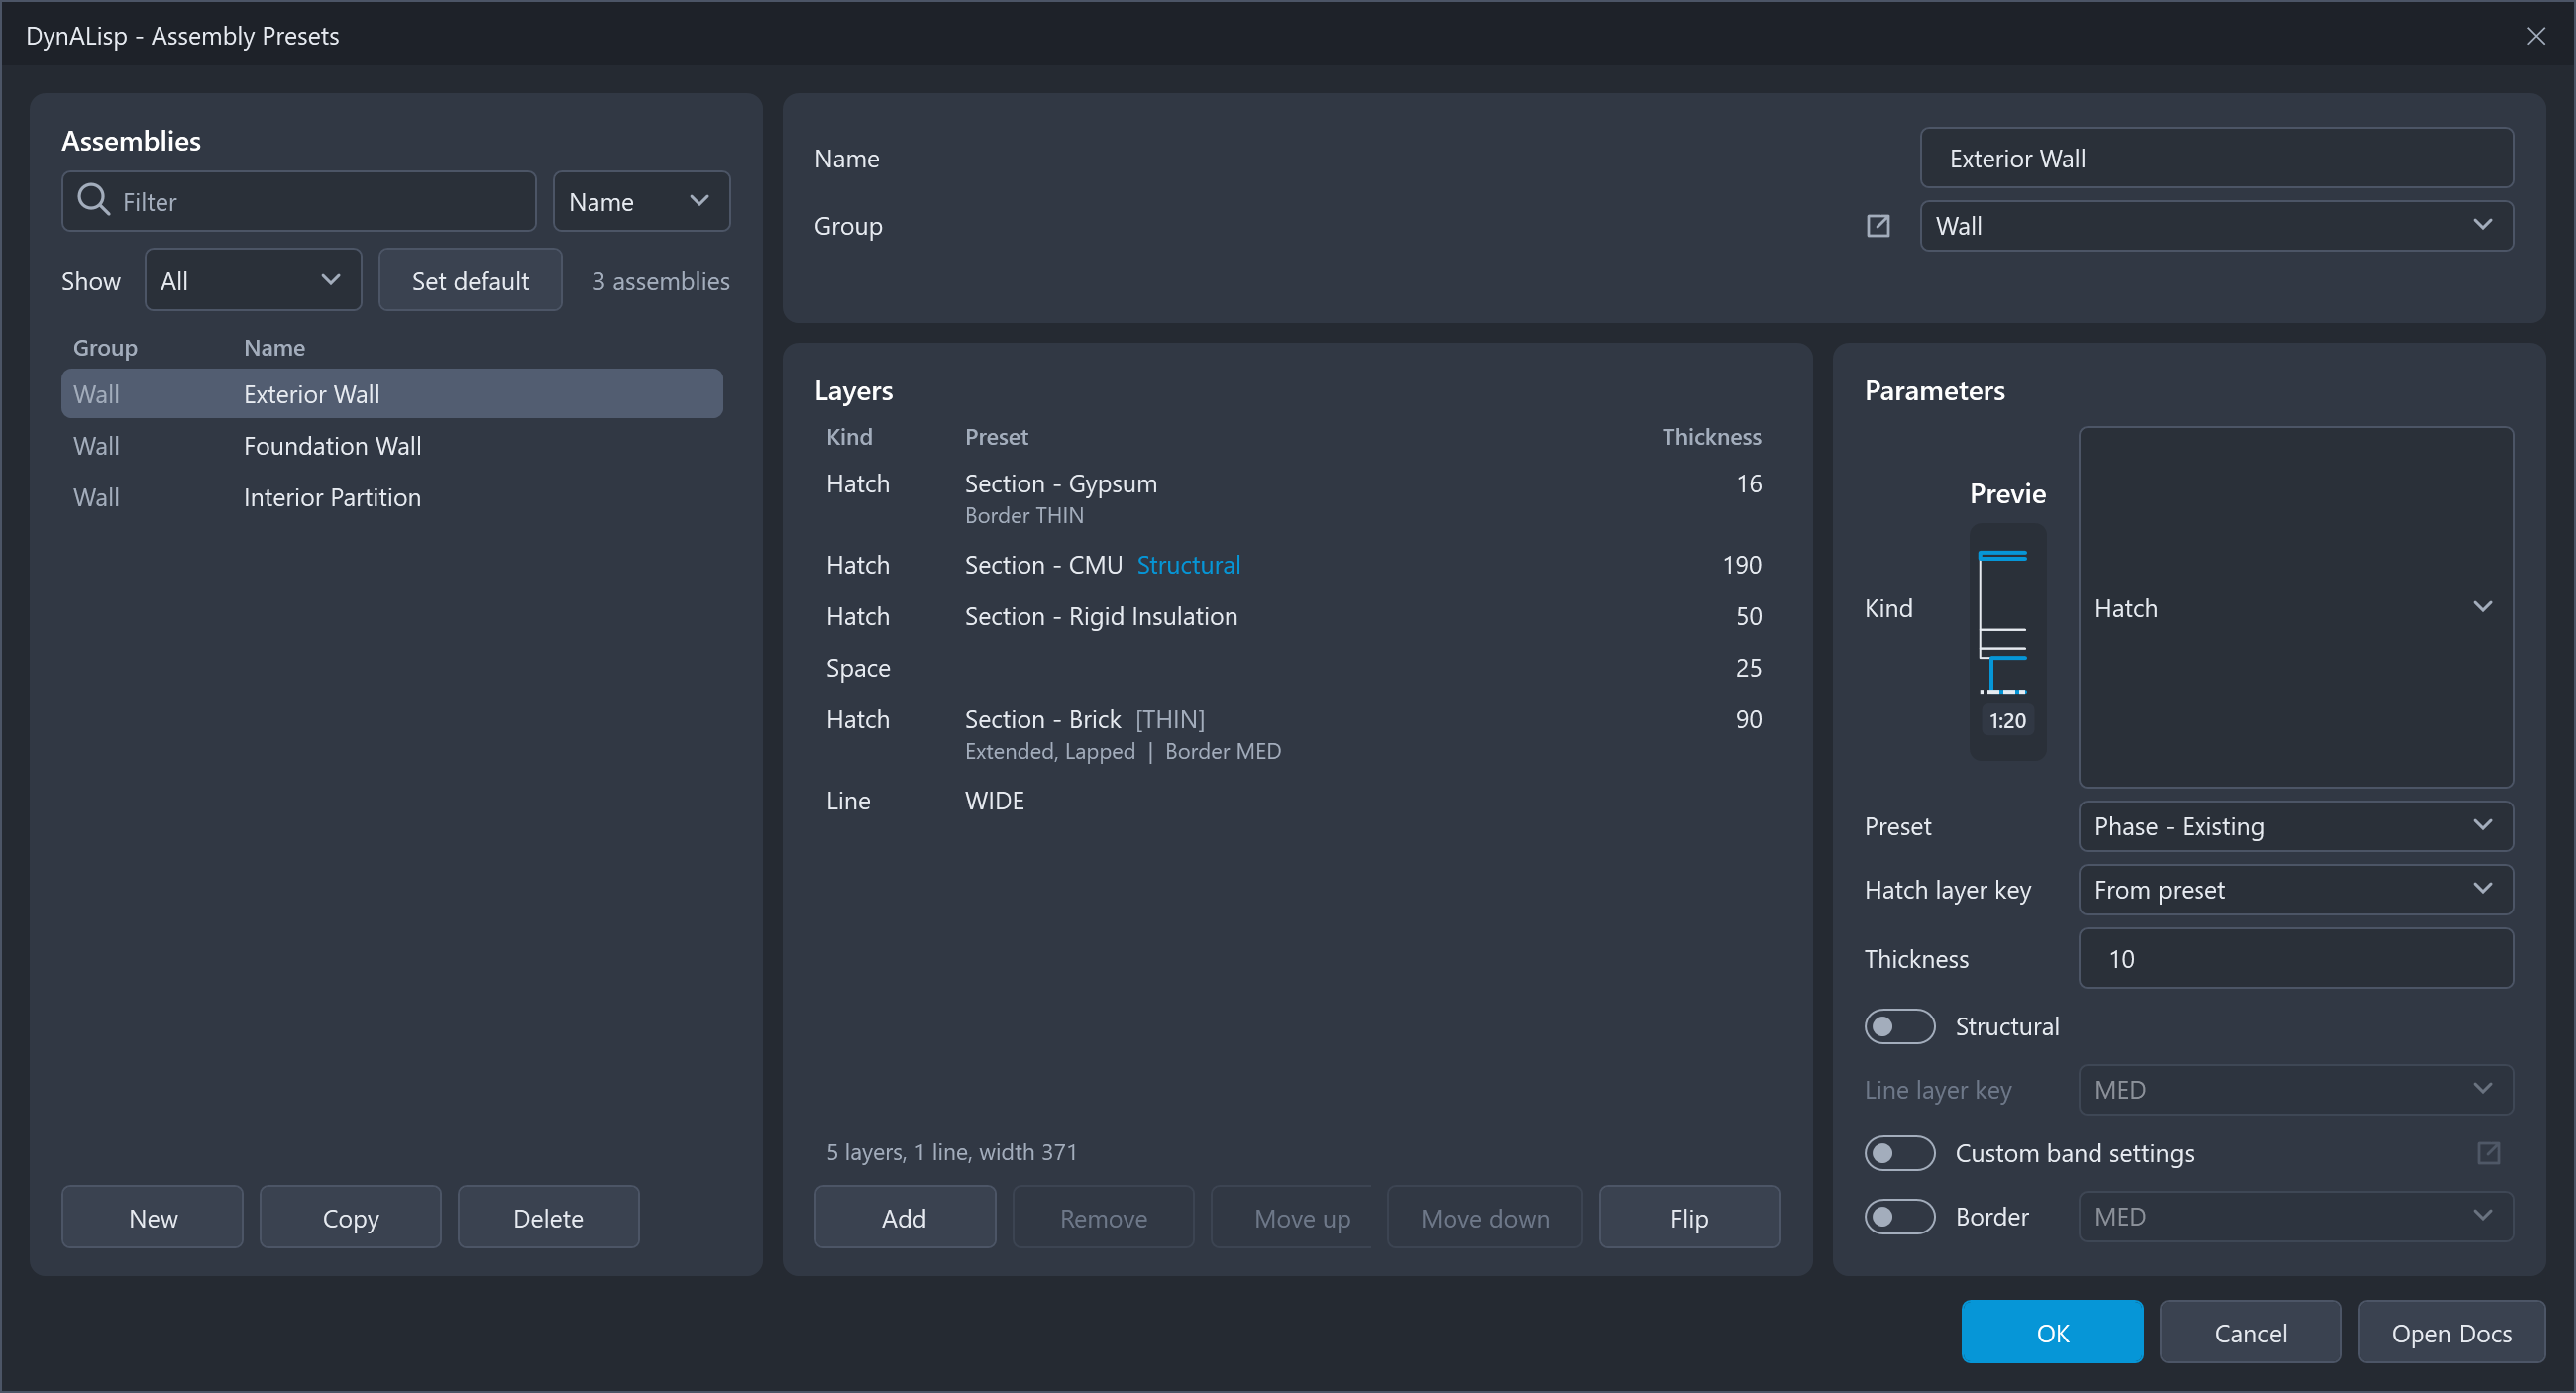 DynALisp - Assembly Presets
Assemblies
Filter
Name
Show
All
Set default
3 assemblies
Group Name
Wall Exterior Wall
Wall Foundation Wall
Wall Interior Partition
New
Copy
Delete
Name
Exterior Wall
Group
Wall
Layers
Kind Preset Thickness
Hatch Section - Gypsum 16
Border THIN
Hatch Section - CMU Structural 190
Hatch Section - Rigid Insulation 50
Space 25
Hatch Section - Brick [THIN] 90
Extended, Lapped | Border MED
Line WIDE
5 layers, 1 line, width 371
Add
Remove
Move up
Move down
Flip
Parameters
Previe
1:20
Kind
Hatch
Preset
Phase - Existing
Hatch layer key
From preset
Thickness
10
Structural
Line layer key
MED
Custom band settings
Border
MED
OK
Cancel
Open Docs